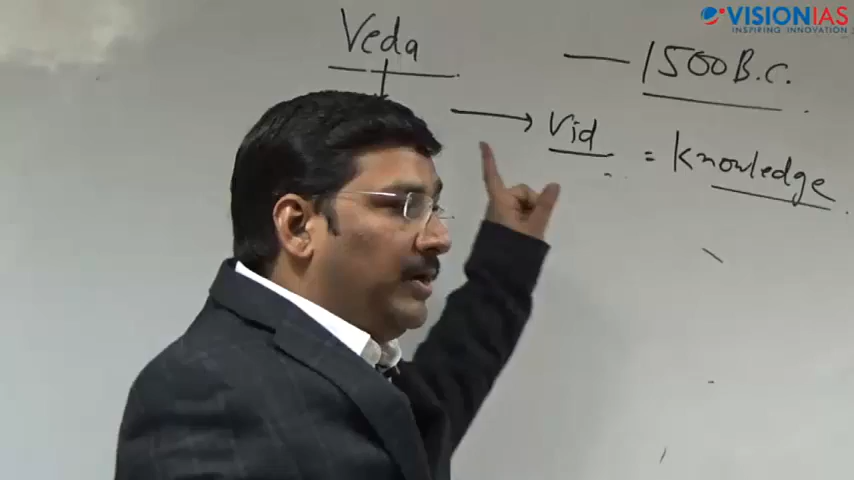 VISIONIAS
INSPIRING INNOVATION
Veda — 1500 B.C.
→ Vid = Knowledge